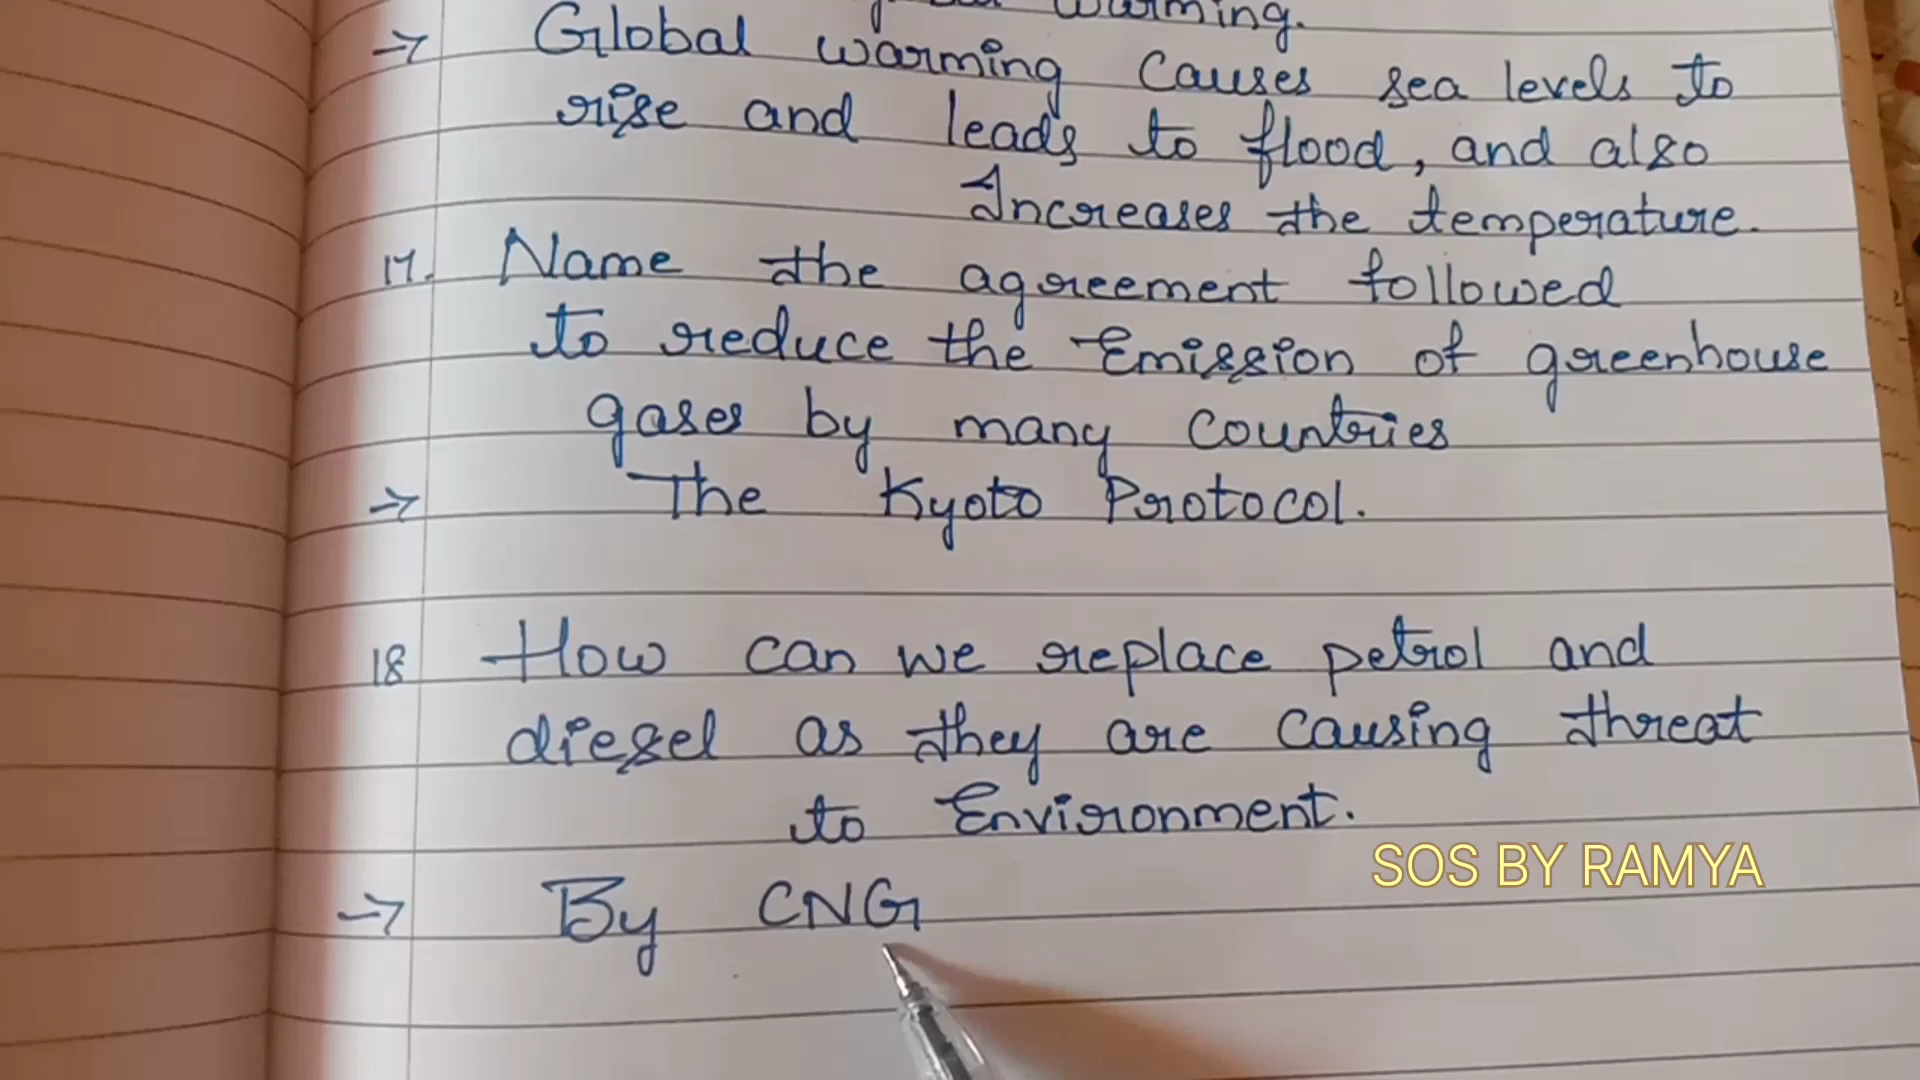 warming.
→ Global warming causes sea levels to
rise and leads to flood, and also
Increases the temperature.
17. Name the agreement followed
to reduce the Emission of greenhouse
gases by many countries
→ The Kyoto Protocol.
18 How can we replace petrol and
diesel as they are causing threat
to Environment.
SOS BY RAMYA
→ By CNG